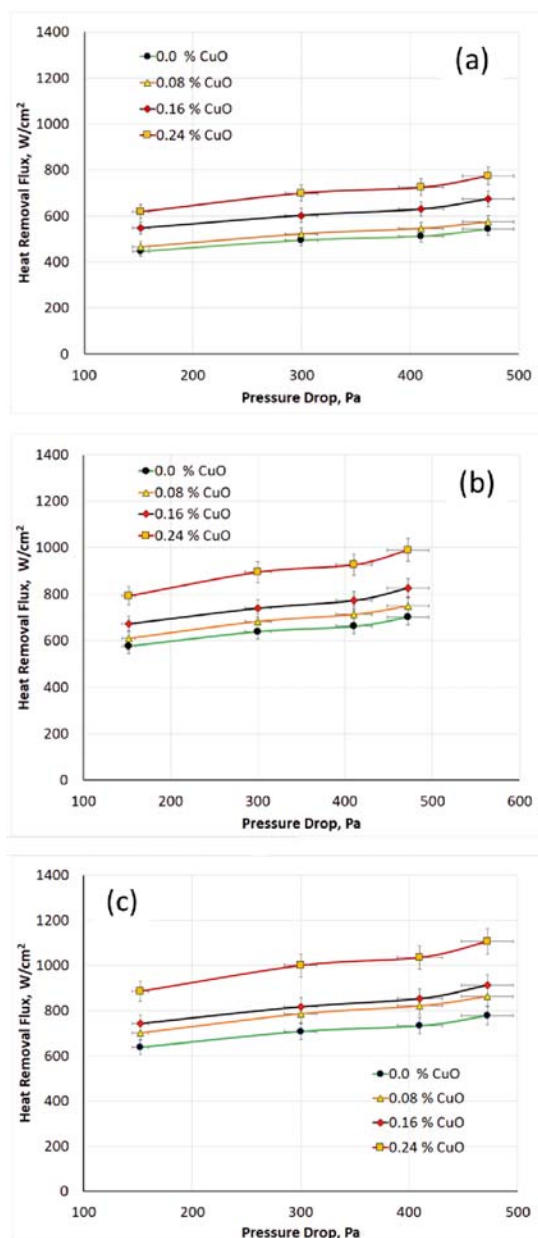 1400
(a)
0.0 % CuO
1200
0.08 % CuO
0.16 % CuO
1000
0.24 % CuO
800
600
400
200
0
Heat Removal Flux, W/cm²
100 200 300 400 500
Pressure Drop, Pa
1400
0.0 % CuO
(b)
1200
0.08 % CuO
0.16 % CuO
1000
0.24 % CuO
800
600
400
200
0
Heat Removal Flux, W/cm²
100 200 300 400 500 600
Pressure Drop, Pa
1400
(c)
1200
1000
800
600
0.0 % CuO
0.08 % CuO
400
0.16 % CuO
200
0.24 % CuO
0
Heat Removal Flux, W/cm²
100 200 300 400 500
Pressure Drop, Pa